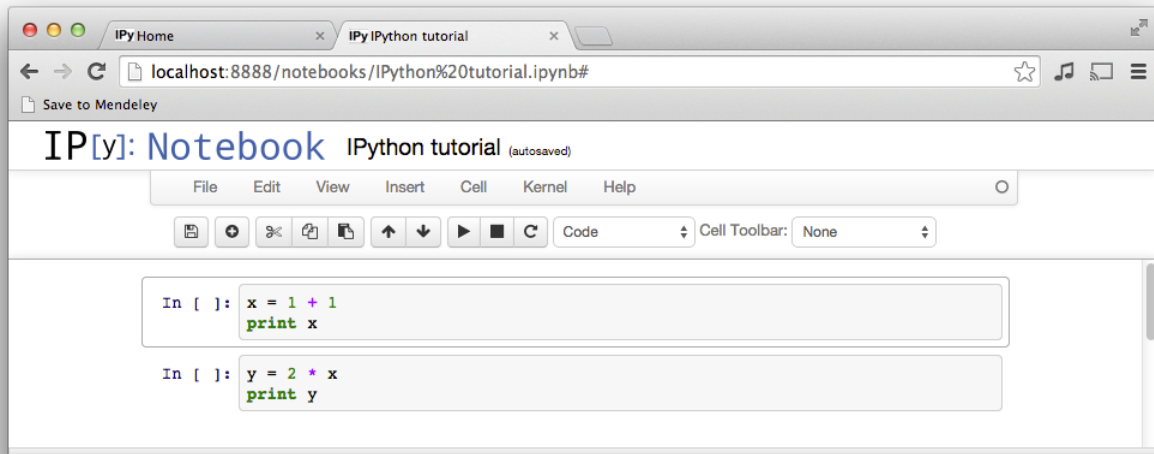 IPy Home IPy IPython tutorial
localhost:8888/notebooks/IPython%20tutorial.ipynb#
Save to Mendeley
IP[y]: Notebook IPython tutorial (autosaved)
File Edit View Insert Cell Kernel Help
Code Cell Toolbar: None
In [ ]: x = 1 + 1
print x
In [ ]: y = 2 * x
print y